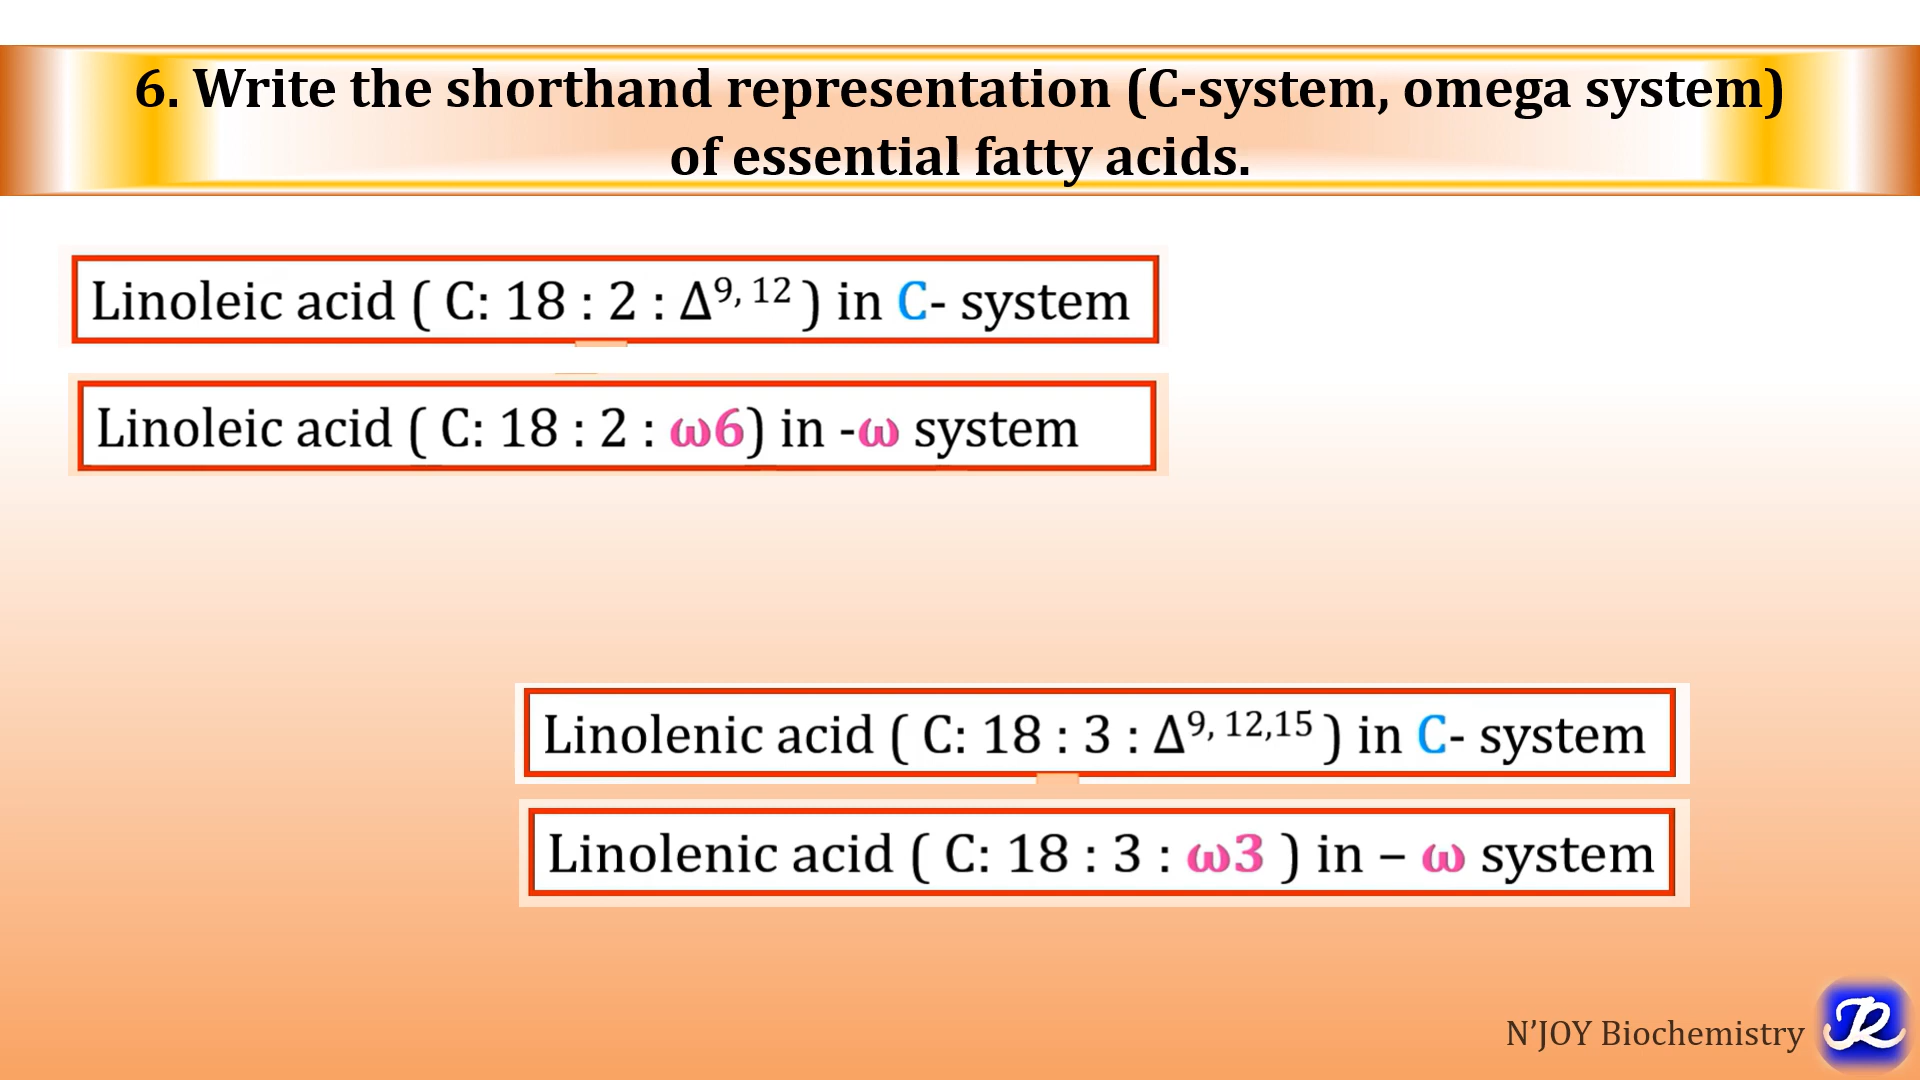 6. Write the shorthand representation (C-system, omega system)
of essential fatty acids.
Linoleic acid ( C: 18 : 2 : Δ⁹, ¹² ) in C- system
Linoleic acid ( C: 18 : 2 : ω6) in -ω system
Linolenic acid ( C: 18 : 3 : Δ⁹, ¹²,¹⁵ ) in C- system
Linolenic acid ( C: 18 : 3 : ω3 ) in – ω system
N’JOY Biochemistry
JR